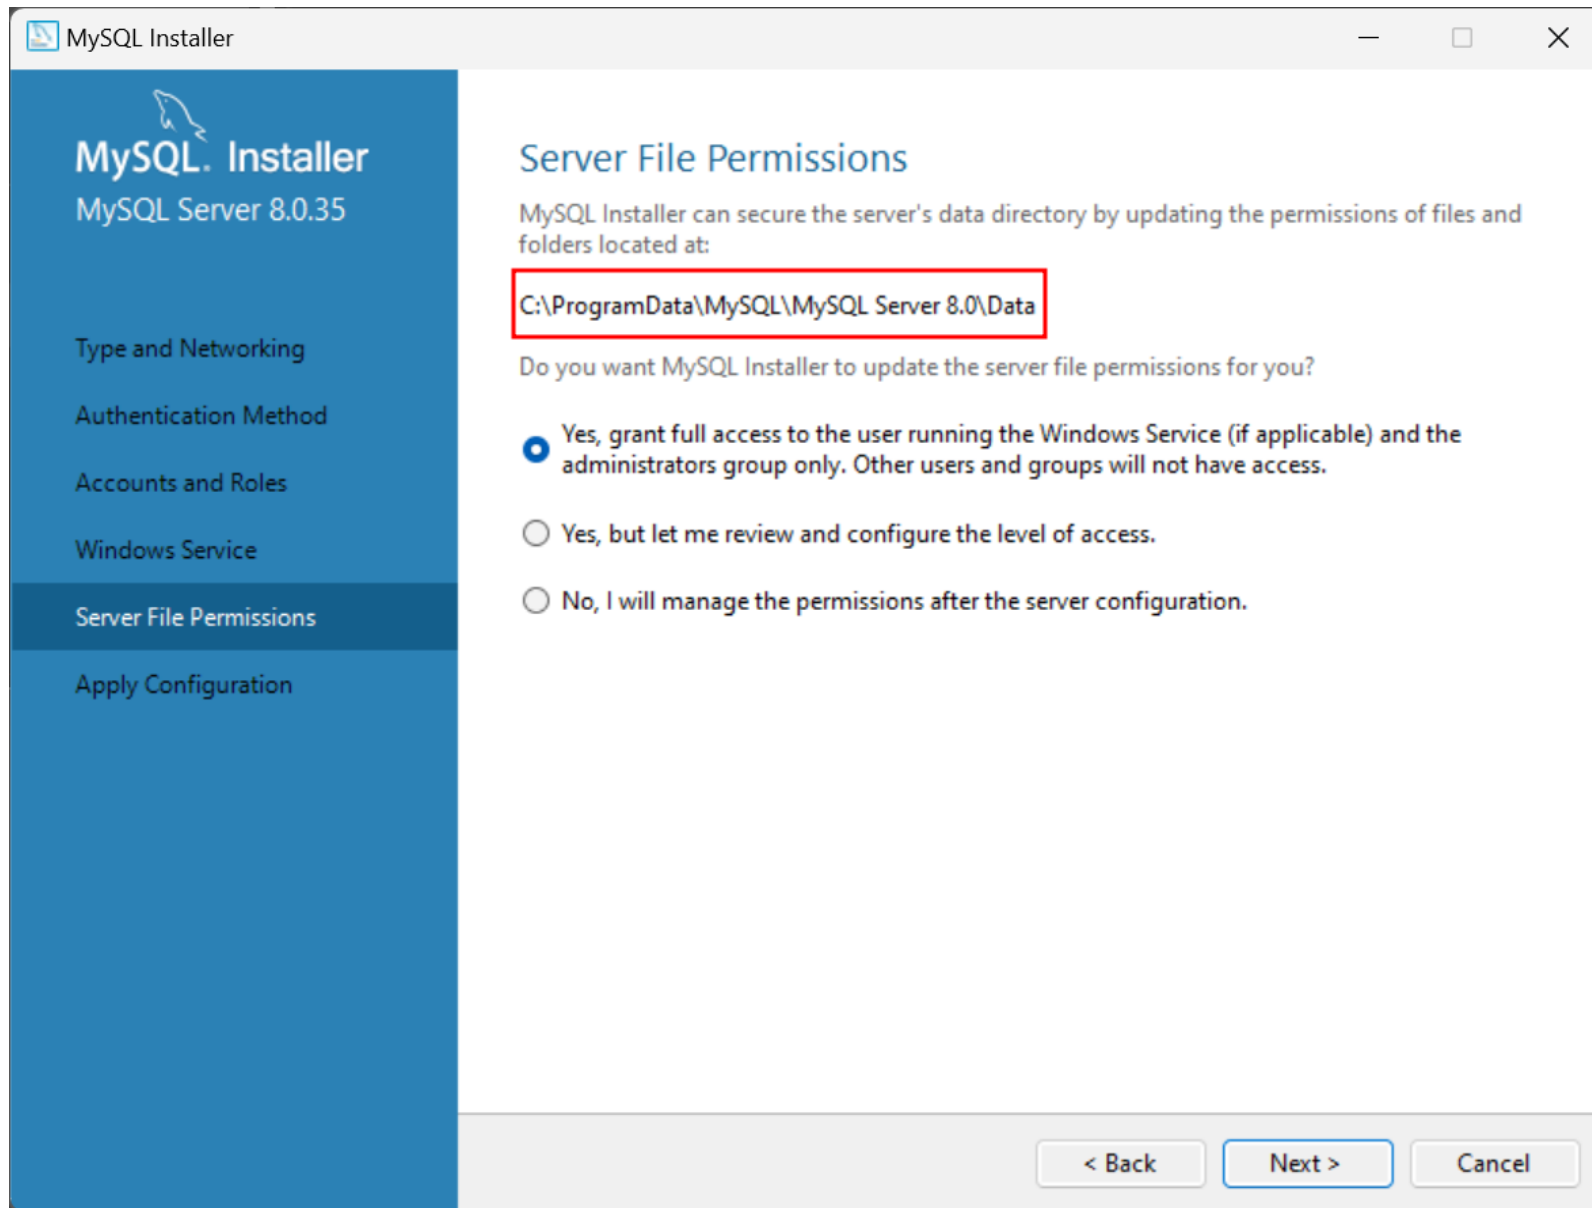 MySQL Installer
MySQL. Installer
MySQL Server 8.0.35
Type and Networking
Authentication Method
Accounts and Roles
Windows Service
Server File Permissions
Apply Configuration
Server File Permissions
MySQL Installer can secure the server's data directory by updating the permissions of files and
folders located at:
C:\ProgramData\MySQL\MySQL Server 8.0\Data
Do you want MySQL Installer to update the server file permissions for you?
Yes, grant full access to the user running the Windows Service (if applicable) and the
administrators group only. Other users and groups will not have access.
Yes, but let me review and configure the level of access.
No, I will manage the permissions after the server configuration.
< Back
Next >
Cancel